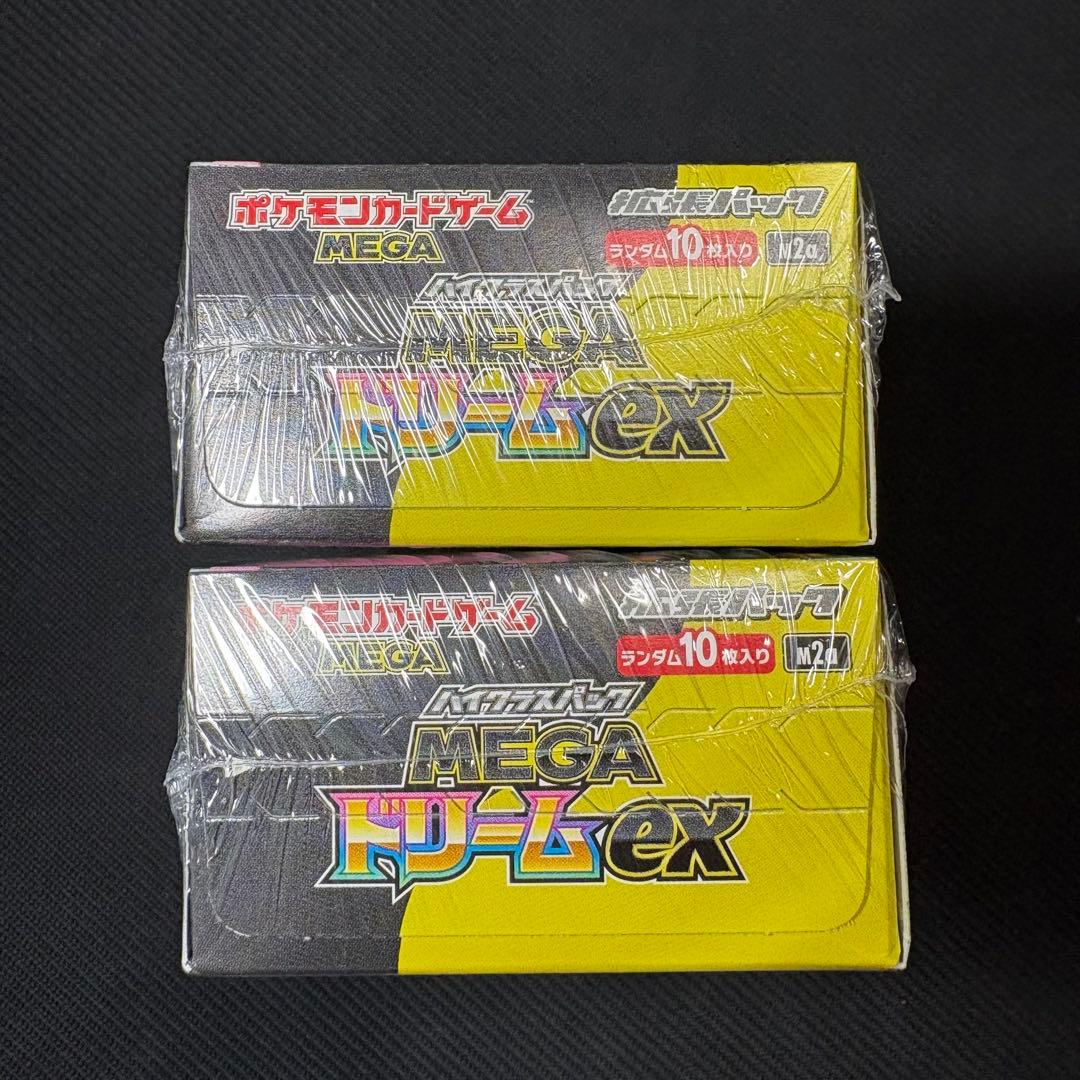 ポケモンカードゲーム
MEGA
拡張パック
ランダム10枚入り M2a
ハイクラスパック
MEGA
ドリームex
ポケモンカードゲーム
MEGA
拡張パック
ランダム10枚入り M2a
ハイクラスパック
MEGA
ドリームex